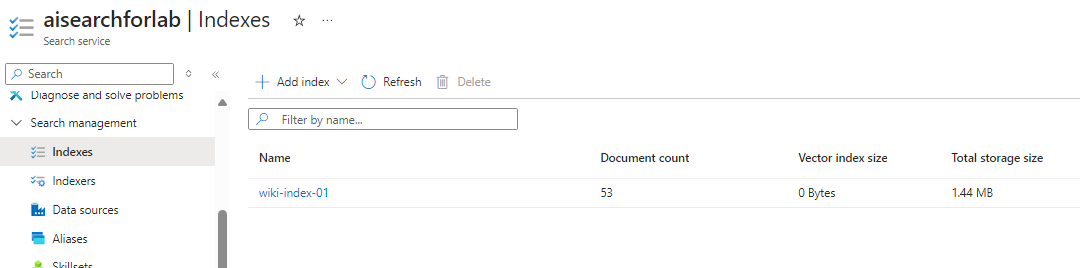 aisearchforlab | Indexes
Search service
Search
Add index
Refresh
Delete
Diagnose and solve problems
Search management
Indexes
Indexers
Data sources
Aliases
Skillsets
Filter by name...
Name Document count Vector index size Total storage size
wiki-index-01 53 0 Bytes 1.44 MB